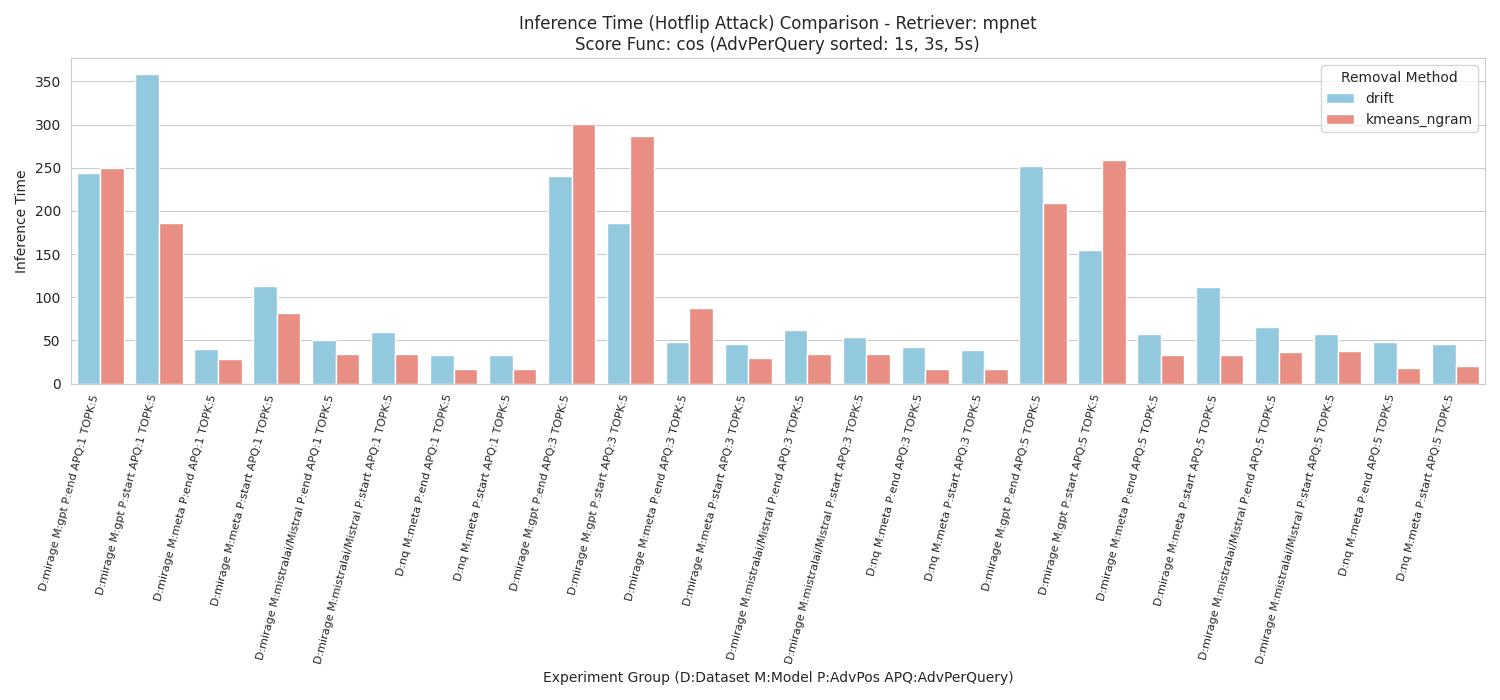 Inference Time (Hotflip Attack) Comparison - Retriever: mpnet
Score Func: cos (AdvPerQuery sorted: 1s, 3s, 5s)
Removal Method
drift
kmeans_ngram
Inference Time
350
300
250
200
150
100
50
0
D:mirage M:gpt P:end APQ:1 TOPK:5
D:mirage M:gpt P:start APQ:1 TOPK:5
D:mirage M:meta P:end APQ:1 TOPK:5
D:mirage M:meta P:start APQ:1 TOPK:5
D:mirage M:mistralai/Mistral P:end APQ:1 TOPK:5
D:mirage M:mistralai/Mistral P:start APQ:1 TOPK:5
D:nq M:meta P:end APQ:1 TOPK:5
D:nq M:meta P:start APQ:1 TOPK:5
D:mirage M:gpt P:end APQ:3 TOPK:5
D:mirage M:gpt P:start APQ:3 TOPK:5
D:mirage M:meta P:end APQ:3 TOPK:5
D:mirage M:meta P:start APQ:3 TOPK:5
D:mirage M:mistralai/Mistral P:end APQ:3 TOPK:5
D:mirage M:mistralai/Mistral P:start APQ:3 TOPK:5
D:nq M:meta P:end APQ:3 TOPK:5
D:nq M:meta P:start APQ:3 TOPK:5
D:mirage M:gpt P:end APQ:5 TOPK:5
D:mirage M:gpt P:start APQ:5 TOPK:5
D:mirage M:meta P:end APQ:5 TOPK:5
D:mirage M:meta P:start APQ:5 TOPK:5
D:mirage M:mistralai/Mistral P:end APQ:5 TOPK:5
D:mirage M:mistralai/Mistral P:start APQ:5 TOPK:5
D:nq M:meta P:end APQ:5 TOPK:5
D:nq M:meta P:start APQ:5 TOPK:5
Experiment Group (D:Dataset M:Model P:AdvPos APQ:AdvPerQuery)